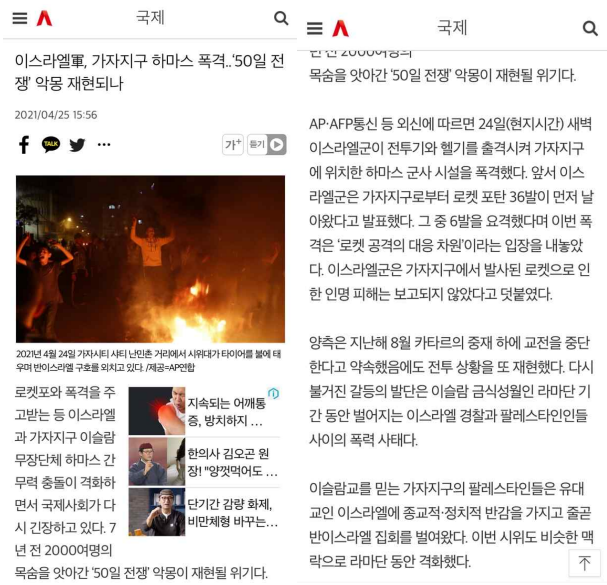 국제
이스라엘軍, 가자지구 하마스 폭격..'50일 전
쟁' 악몽 재현되나
2021/04/25 15:56
TALK
가+
듣기
2021년 4월 24일 가자시티 샤티 난민촌 거리에서 시위대가 타이어를 불에 태
우며 반이스라엘 구호를 외치고 있다. /제공=AP연합
로켓포와 폭격을 주
고받는 등 이스라엘
과 가자지구 이슬람
무장단체 하마스 간
무력 충돌이 격화하
면서 국제사회가 다
시 긴장하고 있다. 7
년 전 2000여명의
목숨을 앗아간 '50일 전쟁' 악몽이 재현될 위기다.
지속되는 어깨통
증, 방치하지 …
한의사 김오곤 원
장! "양껏먹어도 …
단기간 감량 화제,
비만체형 바꾸는…
국제
년 전 2000여명의
목숨을 앗아간 '50일 전쟁' 악몽이 재현될 위기다.
AP·AFP통신 등 외신에 따르면 24일(현지시간) 새벽
이스라엘군이 전투기와 헬기를 출격시켜 가자지구
에 위치한 하마스 군사 시설을 폭격했다. 앞서 이스
라엘군은 가자지구로부터 로켓 포탄 36발이 먼저 날
아왔다고 발표했다. 그 중 6발을 요격했다며 이번 폭
격은 '로켓 공격의 대응 차원'이라는 입장을 내놓았
다. 이스라엘군은 가자지구에서 발사된 로켓으로 인
한 인명 피해는 보고되지 않았다고 덧붙였다.
양측은 지난해 8월 카타르의 중재 하에 교전을 중단
한다고 약속했음에도 전투 상황을 또 재현했다. 다시
불거진 갈등의 발단은 이슬람 금식성월인 라마단 기
간 동안 벌어지는 이스라엘 경찰과 팔레스타인인들
사이의 폭력 사태다.
이슬람교를 믿는 가자지구의 팔레스타인들은 유대
교인 이스라엘에 종교적·정치적 반감을 가지고 줄곧
반이스라엘 집회를 벌여왔다. 이번 시위도 비슷한 맥
락으로 라마단 동안 격화했다.